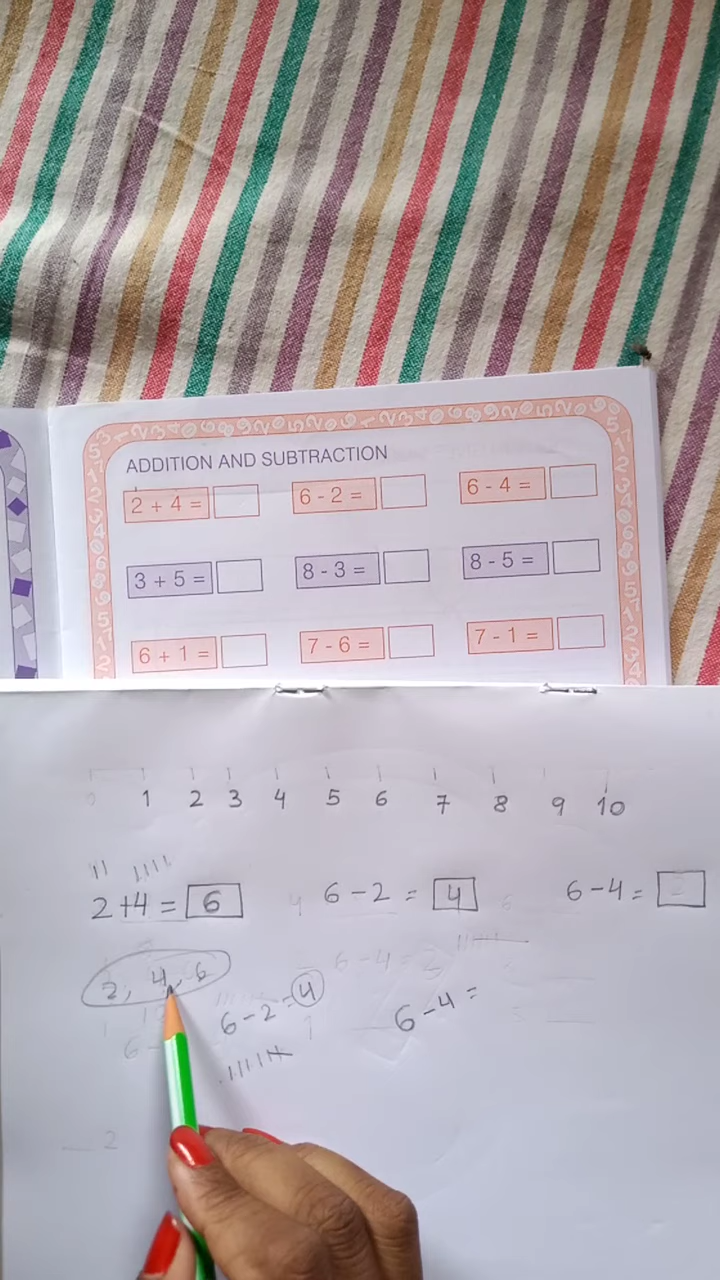 ADDITION AND SUBTRACTION
2 + 4 = 6 - 2 = 6 - 4 =
3 + 5 = 8 - 3 = 8 - 5 =
6 + 1 = 7 - 6 = 7 - 1 =
0 1 2 3 4 5 6 7 8 9 10
2+4 = 6 6-2 = 4 6-4 =
2, 4, 6
6-2=4 6-4=